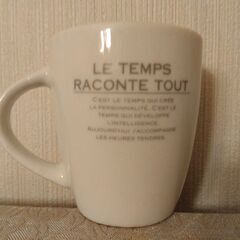 LE TEMPS
RACONTE TOUT
C'EST LE TEMPS QUI CRÉE
LA PERSONNALITÉ. C'EST LE
TEMPS QUI DÉVELOPPE
L'INTELLIGENCE.
AUJOURD'HUI J'ACCOMPAGNE
LES HEURES TENDRES.